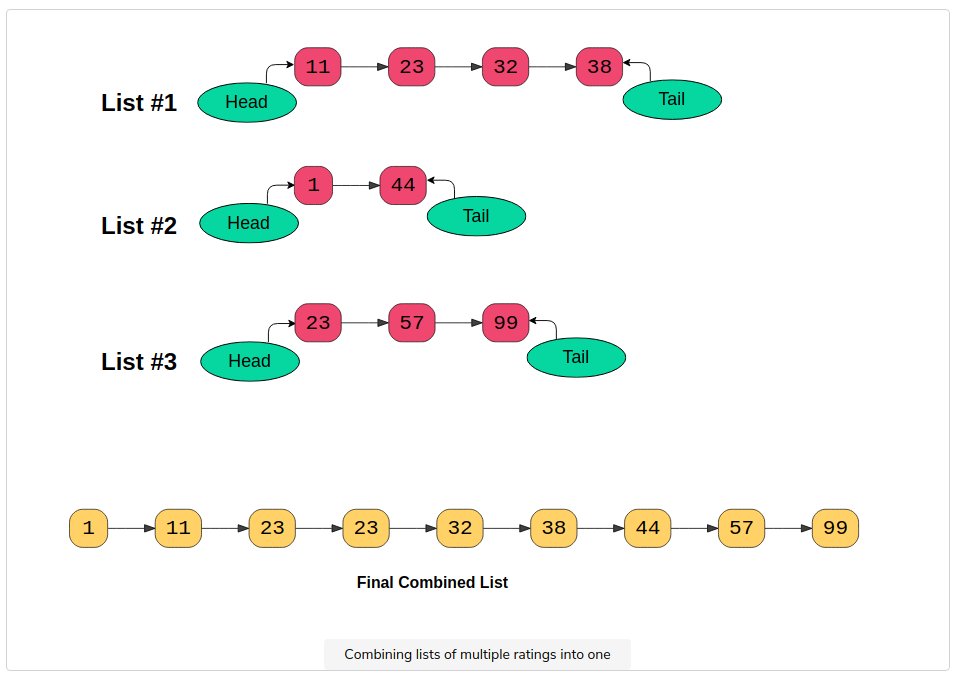 11 23 32 38
List #1 Head Tail
1 44
List #2 Head Tail
23 57 99
List #3 Head Tail
1 11 23 23 32 38 44 57 99
Final Combined List
Combining lists of multiple ratings into one